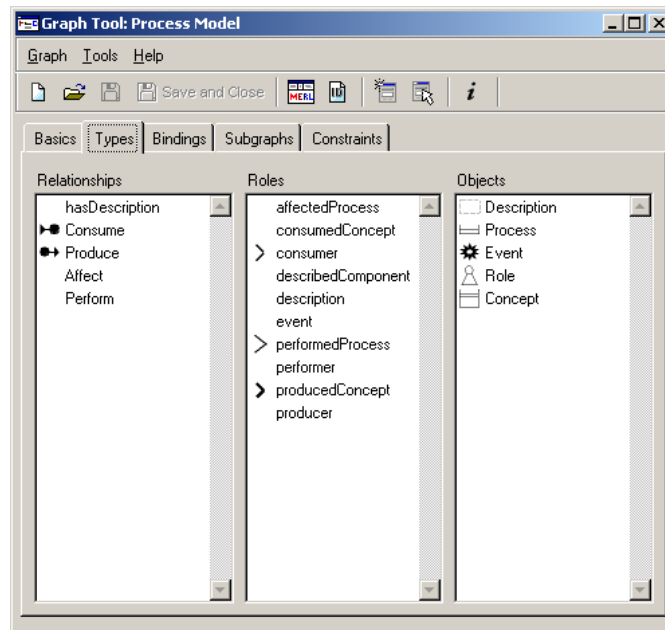 Graph Tool: Process Model
Graph Tools Help
Save and Close MERL ID i
Basics Types Bindings Subgraphs Constraints
Relationships
hasDescription
Consume
Produce
Affect
Perform
Roles
affectedProcess
consumedConcept
consumer
describedComponent
description
event
performedProcess
performer
producedConcept
producer
Objects
Description
Process
Event
Role
Concept